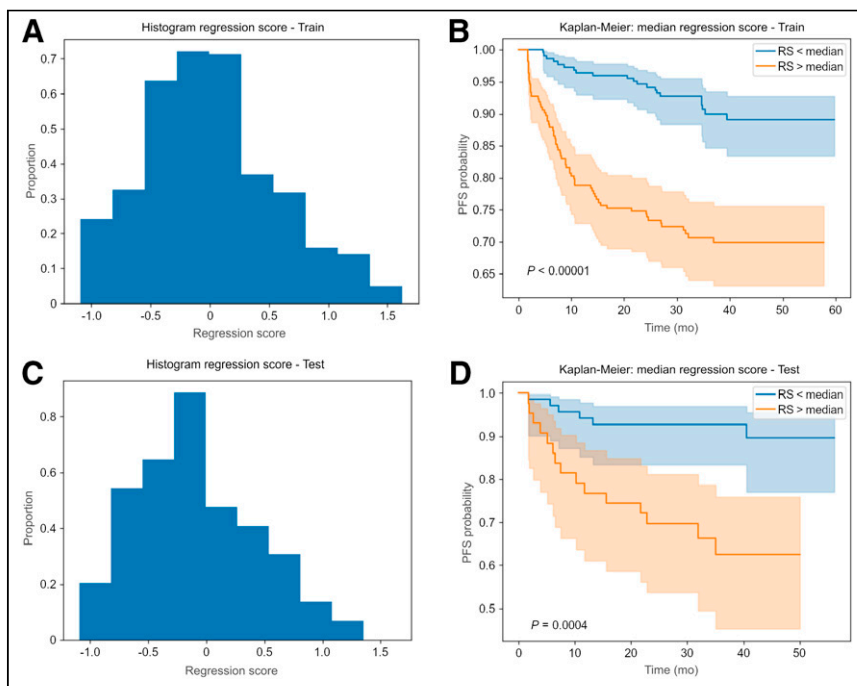 A
Histogram regression score - Train
Proportion
0.7
0.6
0.5
0.4
0.3
0.2
0.1
0
-1.0 -0.5 0 0.5 1.0 1.5
Regression score
B
Kaplan-Meier: median regression score - Train
RS < median
RS > median
PFS probability
1.00
0.95
0.90
0.85
0.80
0.75
0.70
0.65
P < 0.00001
0 10 20 30 40 50 60
Time (mo)
C
Histogram regression score - Test
Proportion
0.8
0.6
0.4
0.2
0
-1.0 -0.5 0 0.5 1.0 1.5
Regression score
D
Kaplan-Meier: median regression score - Test
RS < median
RS > median
PFS probability
1.0
0.9
0.8
0.7
0.6
0.5
P = 0.0004
0 10 20 30 40 50
Time (mo)